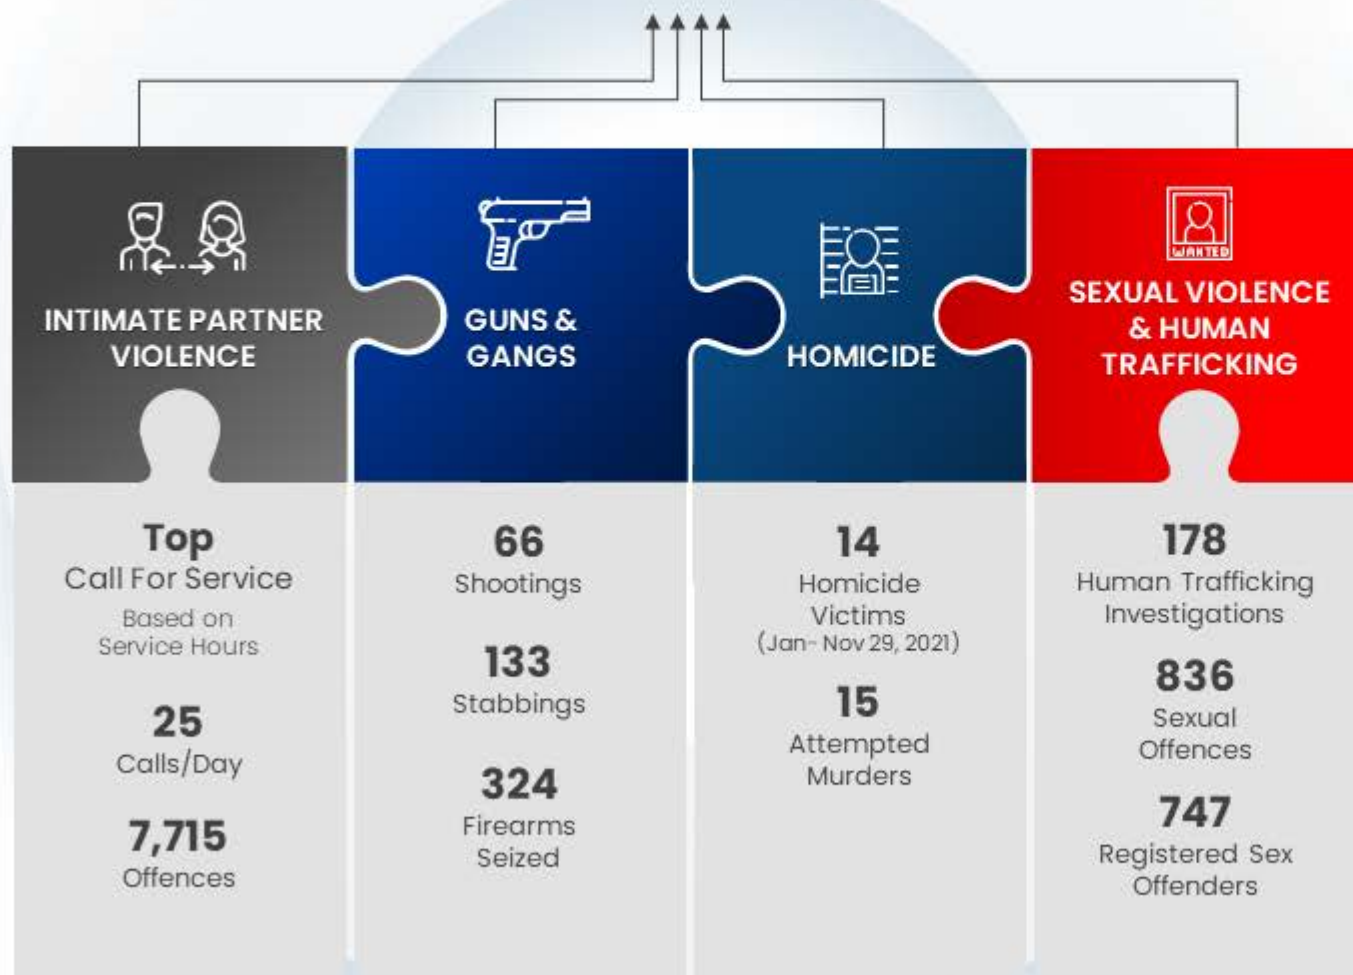 INTIMATE PARTNER
VIOLENCE
Top
Call For Service
Based on
Service Hours
25
Calls/Day
7,715
Offences
GUNS &
GANGS
66
Shootings
133
Stabbings
324
Firearms
Seized
HOMICIDE
14
Homicide
Victims
(Jan- Nov 29, 2021)
15
Attempted
Murders
WANTED
SEXUAL VIOLENCE
& HUMAN
TRAFFICKING
178
Human Trafficking
Investigations
836
Sexual
Offences
747
Registered Sex
Offenders